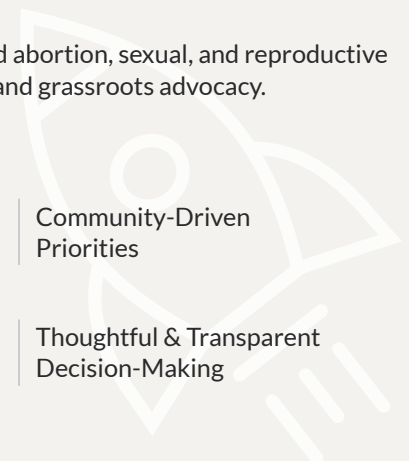 abortion, sexual, and reproductive
and grassroots advocacy.
Community-Driven
Priorities
Thoughtful & Transparent
Decision-Making